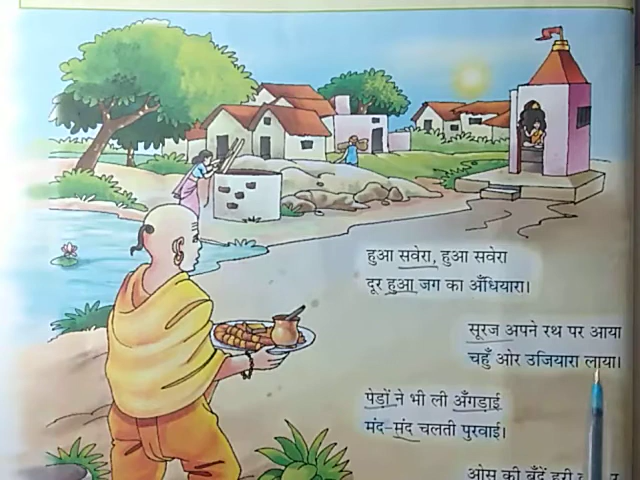 हुआ सवेरा, हुआ सवेरा
दूर हुआ जग का अँधियारा।
सूरज अपने रथ पर आया
चहुँ ओर उजियारा लाया।
पेड़ों ने भी ली अँगड़ाई
मंद-मंद चलती पुरवाई।
ओस की बूँदें हरी